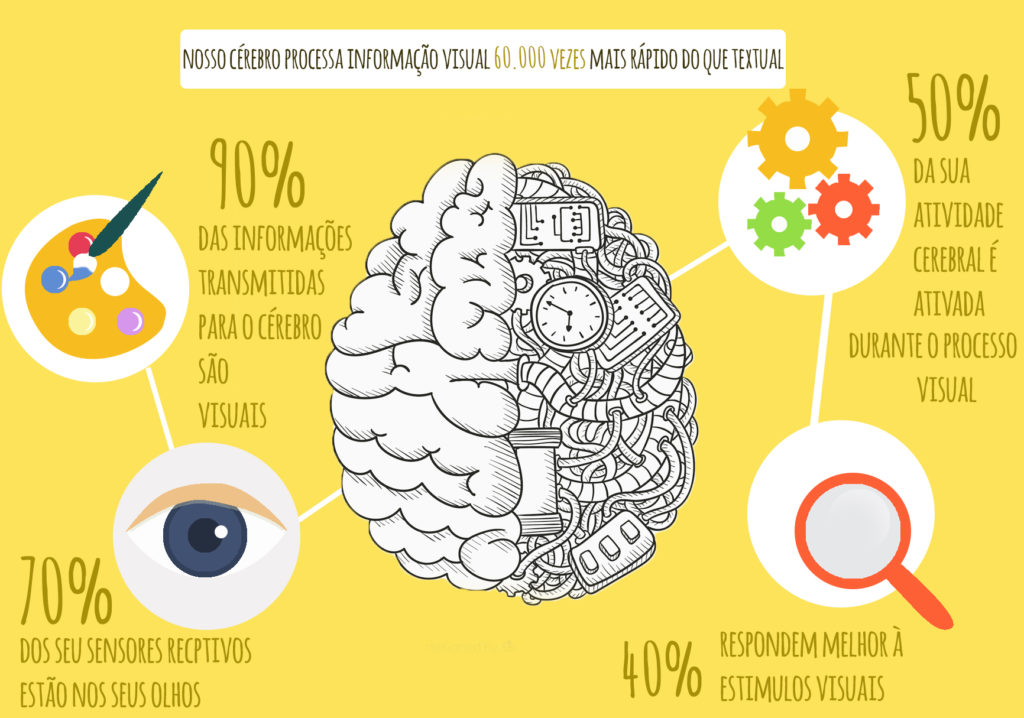 NOSSO CÉREBRO PROCESSA INFORMAÇÃO VISUAL 60.000 VEZES MAIS RÁPIDO DO QUE TEXTUAL
90%
DAS INFORMAÇÕES
TRANSMITIDAS
PARA O CÉREBRO
SÃO
VISUAIS
50%
DA SUA
ATIVIDADE
CEREBRAL É
ATIVADA
DURANTE O PROCESSO
VISUAL
70%
DOS SEU SENSORES RECPTIVOS
ESTÃO NOS SEUS OLHOS
40%
RESPONDEM MELHOR À
ESTIMULOS VISUAIS